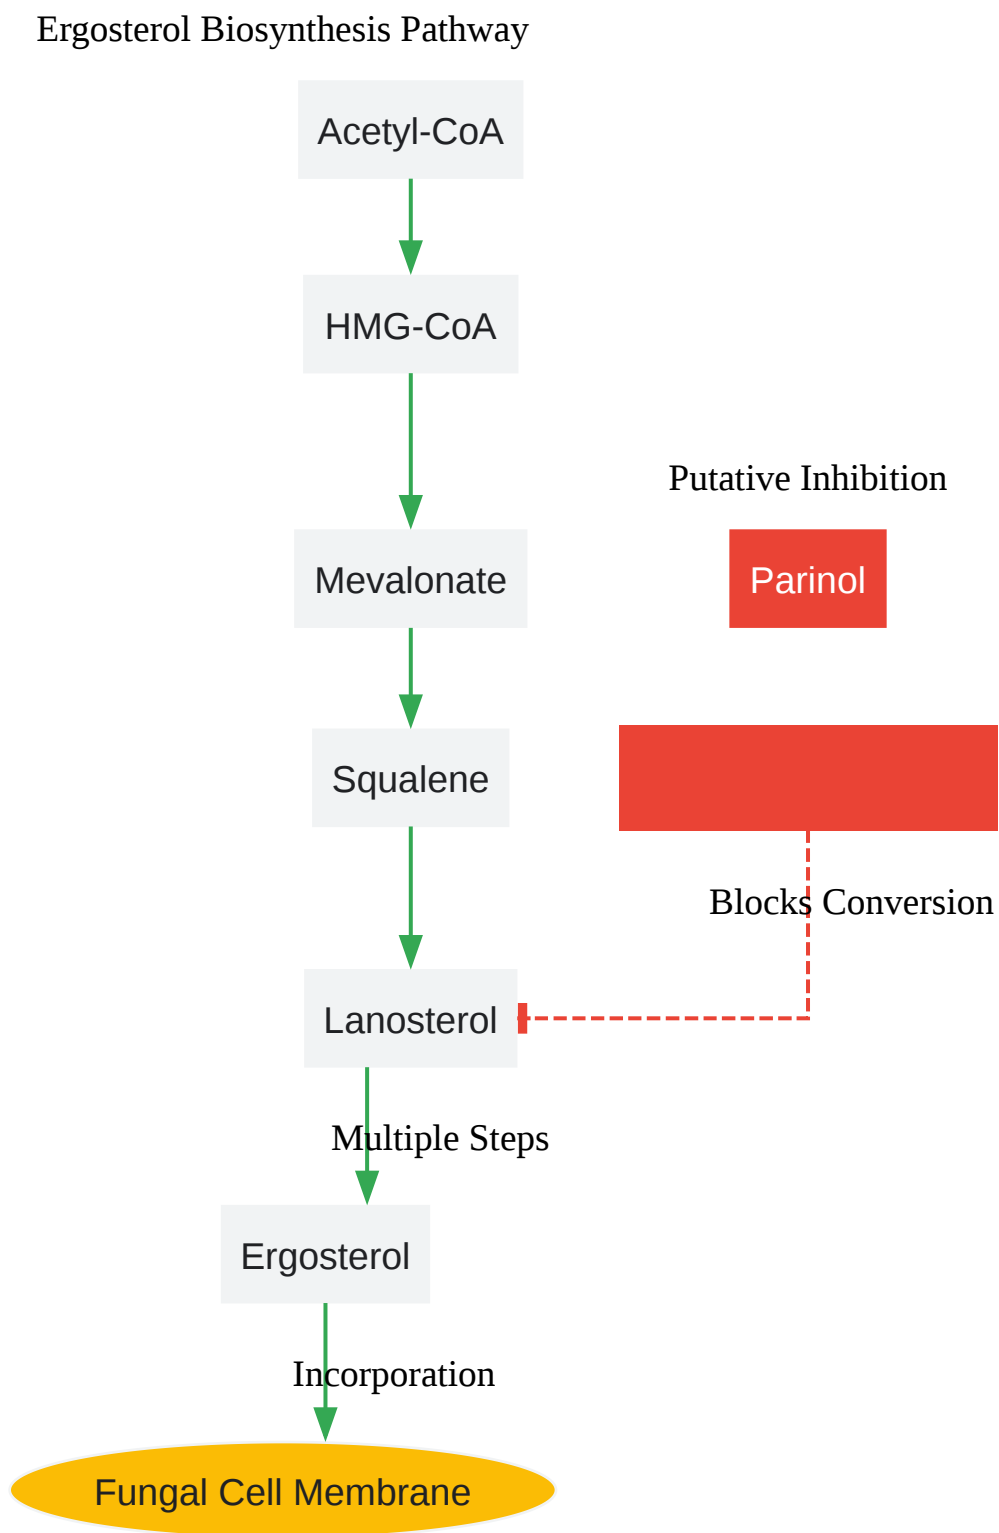 Ergosterol Biosynthesis Pathway
Acetyl-CoA
HMG-CoA
Putative Inhibition
Mevalonate
Parinol
Squalene
Blocks Conversion
Lanosterol
Multiple Steps
Ergosterol
Incorporation
Fungal Cell Membrane